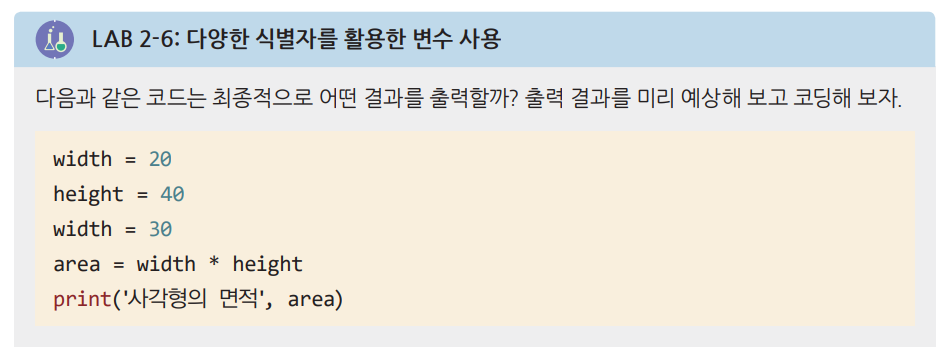 LAB 2-6: 다양한 식별자를 활용한 변수 사용
다음과 같은 코드는 최종적으로 어떤 결과를 출력할까? 출력 결과를 미리 예상해 보고 코딩해 보자.
width = 20
height = 40
width = 30
area = width * height
print('사각형의 면적', area)